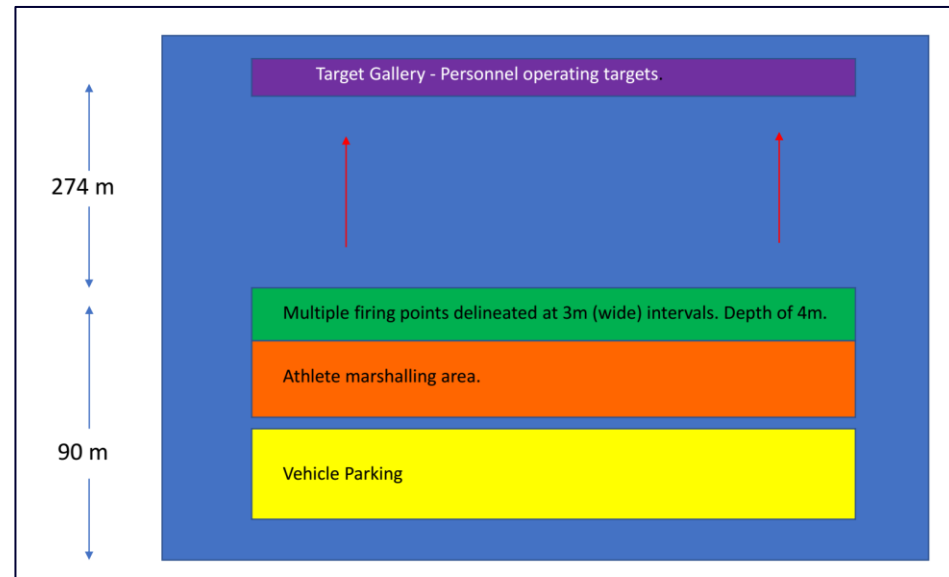 Target Gallery - Personnel operating targets.
274 m
Multiple firing points delineated at 3m (wide) intervals. Depth of 4m.
Athlete marshalling area.
90 m
Vehicle Parking